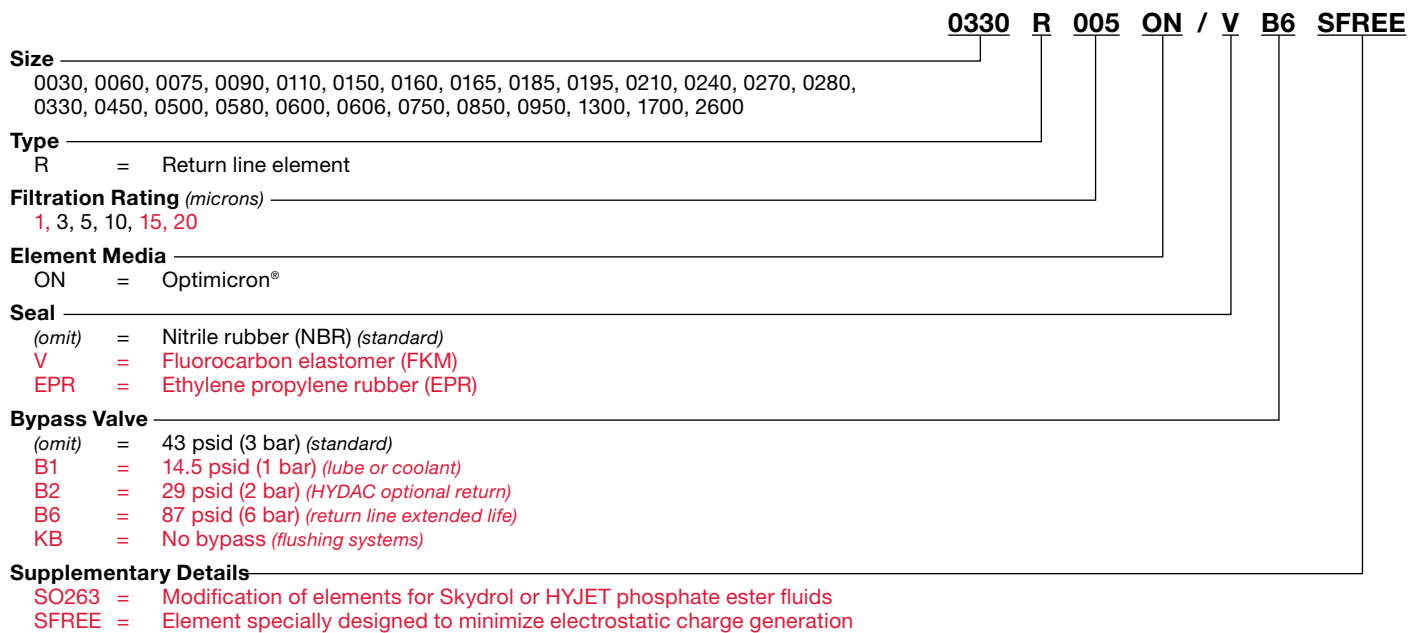 0330 R 005 ON / V B6 SFREE
Size
0030, 0060, 0075, 0090, 0110, 0150, 0160, 0165, 0185, 0195, 0210, 0240, 0270, 0280,
0330, 0450, 0500, 0580, 0600, 0606, 0750, 0850, 0950, 1300, 1700, 2600
Type
R = Return line element
Filtration Rating (microns)
1, 3, 5, 10, 15, 20
Element Media
ON = Optimicron®
Seal
(omit) = Nitrile rubber (NBR) (standard)
V = Fluorocarbon elastomer (FKM)
EPR = Ethylene propylene rubber (EPR)
Bypass Valve
(omit) = 43 psid (3 bar) (standard)
B1 = 14.5 psid (1 bar) (lube or coolant)
B2 = 29 psid (2 bar) (HYDAC optional return)
B6 = 87 psid (6 bar) (return line extended life)
KB = No bypass (flushing systems)
Supplementary Details
SO263 = Modification of elements for Skydrol or HYJET phosphate ester fluids
SFREE = Element specially designed to minimize electrostatic charge generation